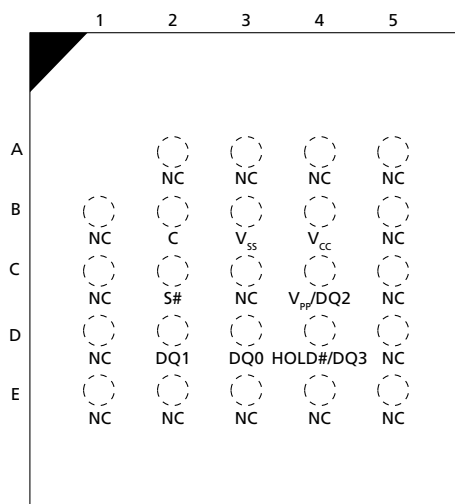 1 2 3 4 5
A
NC NC NC NC
B
NC C VSS VCC NC
C
NC S# NC VPP/DQ2 NC
D
NC DQ1 DQ0 HOLD#/DQ3 NC
E
NC NC NC NC NC